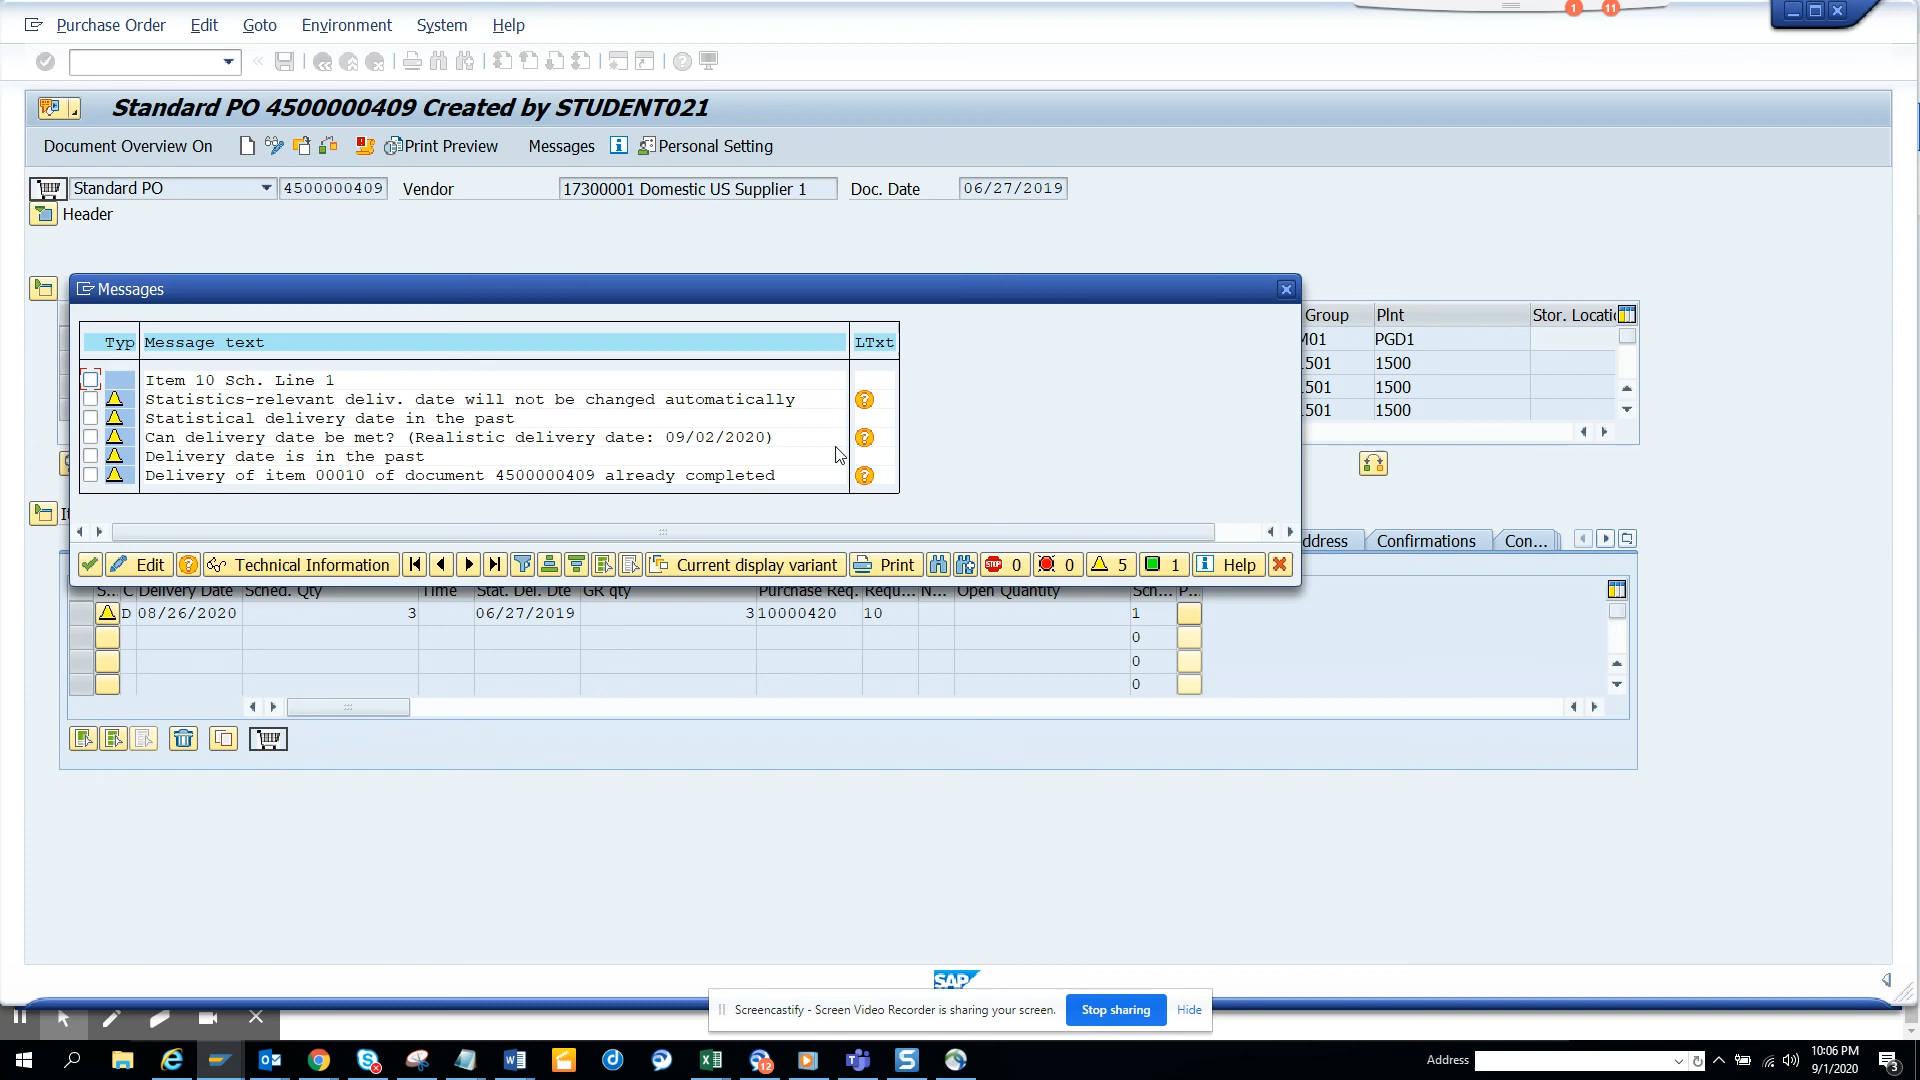 Purchase Order Edit Goto Environment System Help
1 11
Standard PO 4500000409 Created by STUDENT021
Document Overview On Print Preview Messages Personal Setting
Standard PO 4500000409 Vendor 17300001 Domestic US Supplier 1 Doc. Date 06/27/2019
Header
Messages
Group Plnt Stor. Locatio
M01 PGD1
1501 1500
1501 1500
1501 1500
Typ Message text LTxt
Item 10 Sch. Line 1
Statistics-relevant deliv. date will not be changed automatically
Statistical delivery date in the past
Can delivery date be met? (Realistic delivery date: 09/02/2020)
Delivery date is in the past
Delivery of item 00010 of document 4500000409 already completed
It
ddress Confirmations Con...
Edit Technical Information Current display variant Print STOP 0 0 5 1 Help
S... C Delivery Date Sched. Qty Time Stat. Del. Dte GR qty Purchase Req. Requ... N... Open Quantity Sch... P...
D 08/26/2020 3 06/27/2019 3 10000420 10 1
0
0
0
SAP
Screencastify - Screen Video Recorder is sharing your screen. Stop sharing Hide
12
Address
10:06 PM
9/1/2020
3